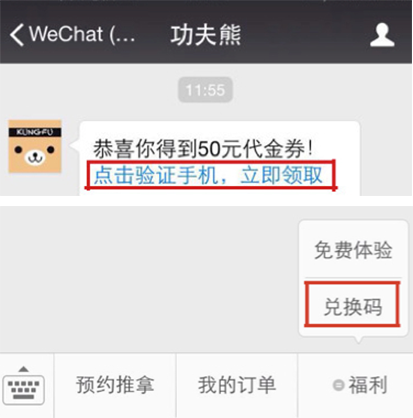 WeChat (...
功夫熊
11:55
KUNG-FU
恭喜你得到50元代金券！
点击验证手机，立即领取
免费体验
兑换码
预约推拿
我的订单
福利